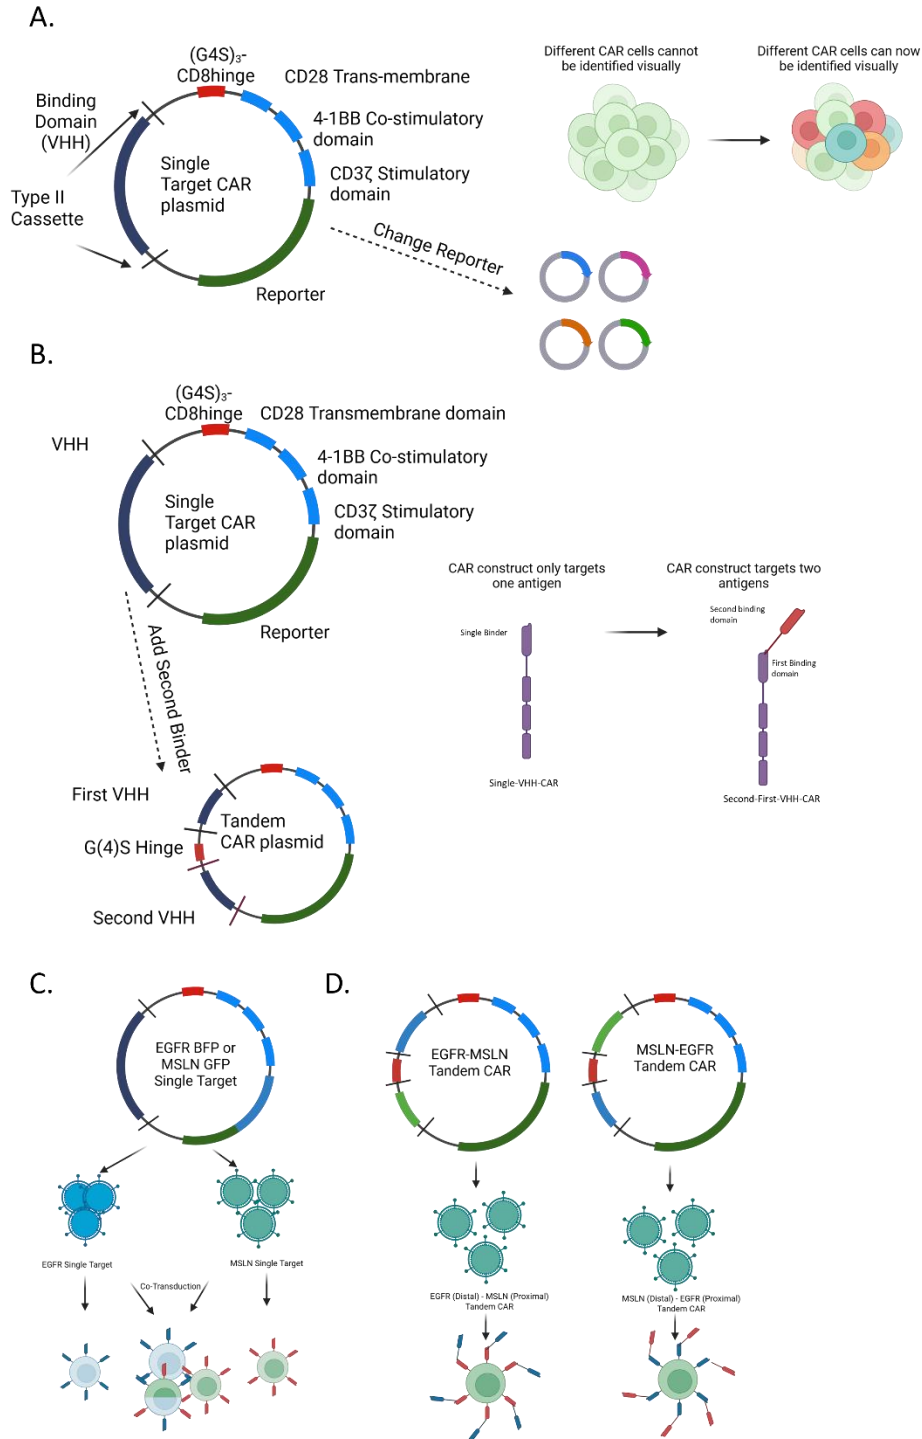 A.
(G4S)₃-
CD8hinge
CD28 Trans-membrane
Binding
Domain
(VHH)
4-1BB Co-stimulatory
domain
Single
Target CAR
plasmid
CD3ζ Stimulatory
domain
Type II
Cassette
Reporter
Change Reporter
Different CAR cells cannot
be identified visually
Different CAR cells can now
be identified visually
B.
(G4S)₃-
CD8hinge
CD28 Transmembrane domain
VHH
4-1BB Co-stimulatory
domain
Single
Target CAR
plasmid
CD3ζ Stimulatory
domain
Reporter
Add Second Binder
First VHH
Tandem
CAR plasmid
G(4)S Hinge
Second VHH
CAR construct only targets
one antigen
CAR construct targets two
antigens
Single Binder
Second binding
domain
First Binding
domain
Single-VHH-CAR
Second-First-VHH-CAR
C.
EGFR BFP or
MSLN GFP
Single Target
EGFR Single Target
MSLN Single Target
Co-Transduction
D.
EGFR-MSLN
Tandem CAR
MSLN-EGFR
Tandem CAR
EGFR (Distal) - MSLN (Proximal)
Tandem CAR
MSLN (Distal) - EGFR (Proximal)
Tandem CAR